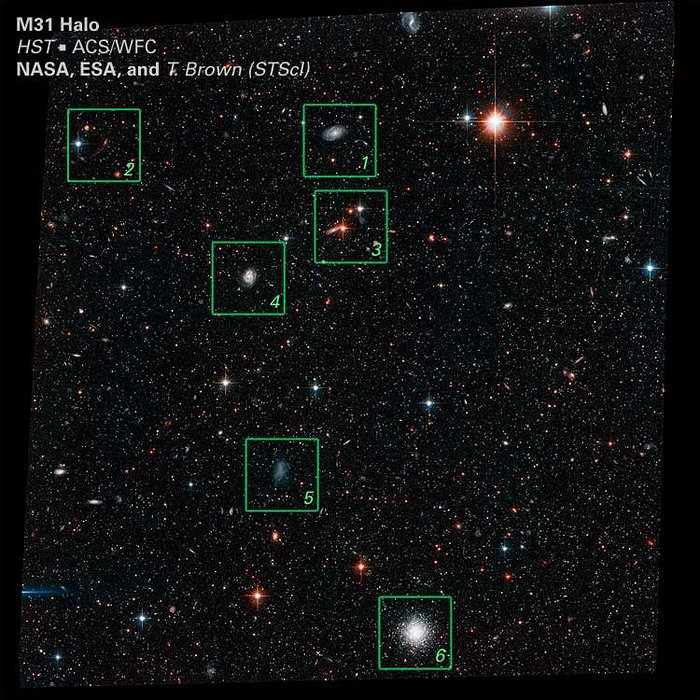 M31 Halo
HST ▪ ACS/WFC
NASA, ESA, and T. Brown (STScI)
2
1
3
4
5
6